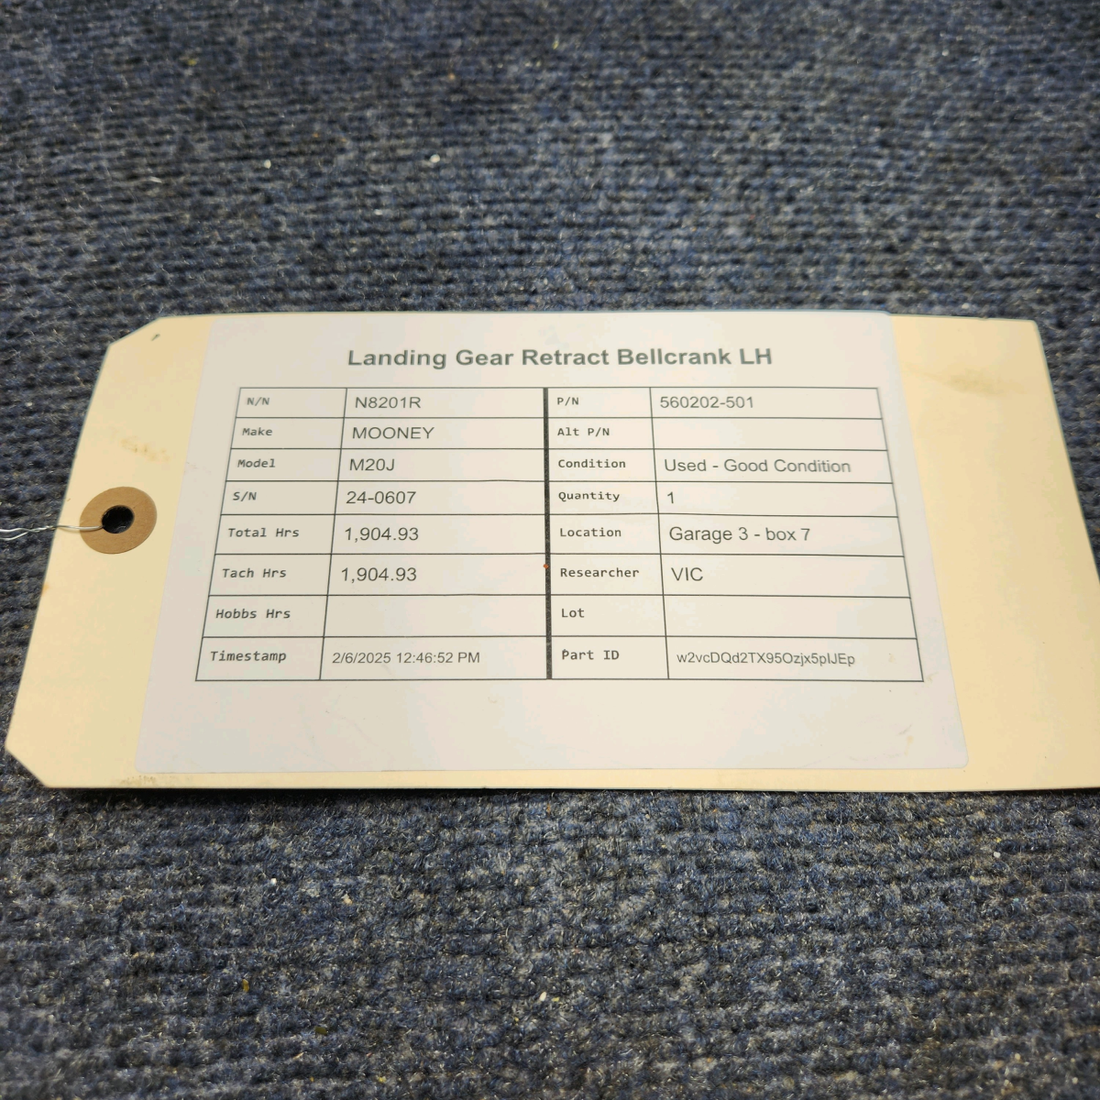 Landing Gear Retract Bellcrank LH
N/N N8201R P/N 560202-501
Make MOONEY Alt P/N
Model M20J Condition Used - Good Condition
S/N 24-0607 Quantity 1
Total Hrs 1,904.93 Location Garage 3 - box 7
Tach Hrs 1,904.93 Researcher VIC
Hobbs Hrs Lot
Timestamp 2/6/2025 12:46:52 PM Part ID w2vcDQd2TX95Ozjx5pIJEp